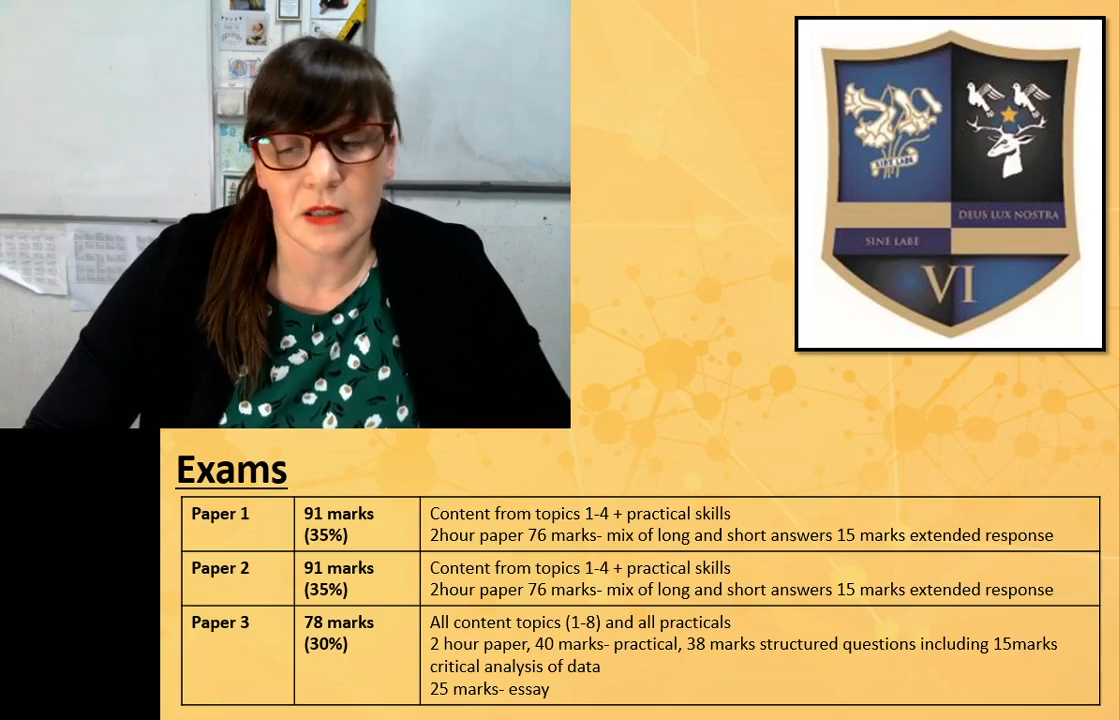 SINE LABE
DEUS LUX NOSTRA
SINE LABE
VI
Exams
Paper 1
91 marks
(35%)
Content from topics 1-4 + practical skills
2hour paper 76 marks- mix of long and short answers 15 marks extended response
Paper 2
91 marks
(35%)
Content from topics 1-4 + practical skills
2hour paper 76 marks- mix of long and short answers 15 marks extended response
Paper 3
78 marks
(30%)
All content topics (1-8) and all practicals
2 hour paper, 40 marks- practical, 38 marks structured questions including 15marks
critical analysis of data
25 marks- essay